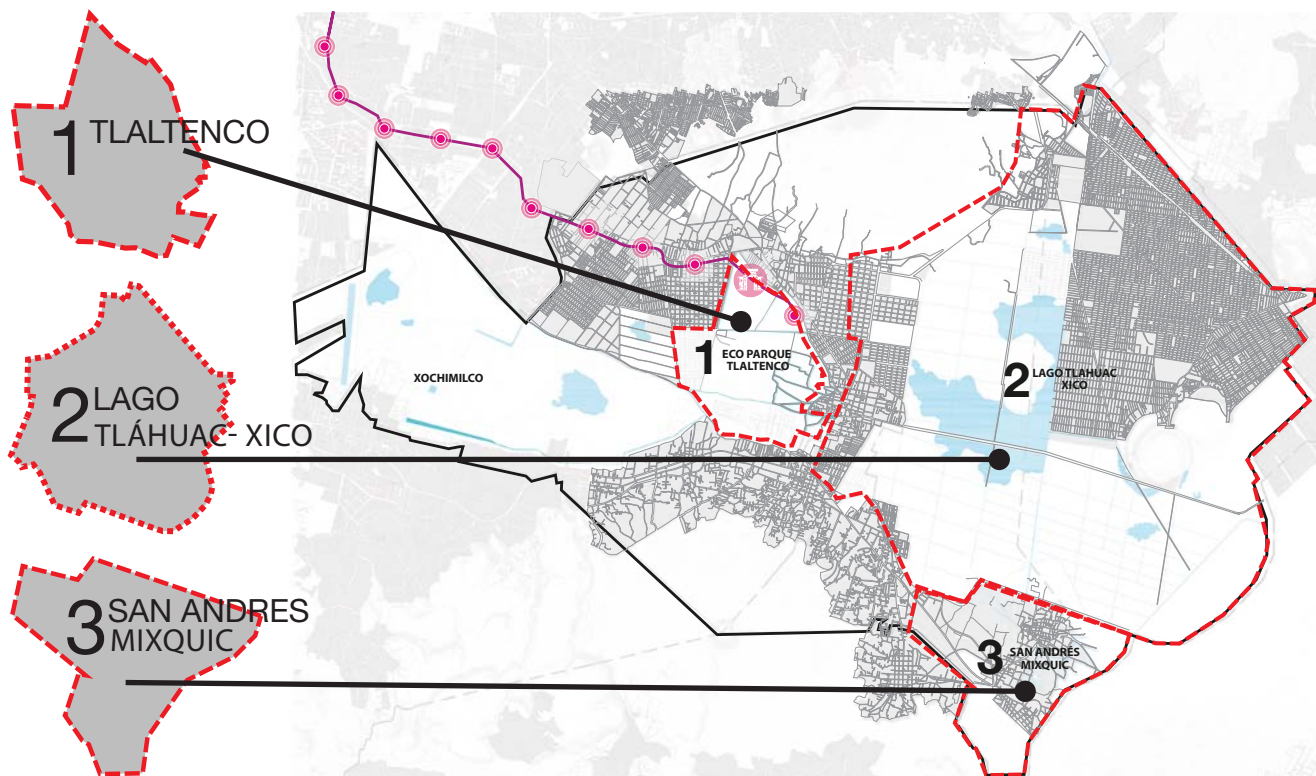 1 TLALTENCO
2 LAGO
TLÁHUAC- XICO
3 SAN ANDRES
MIXQUIC
XOCHIMILCO
1 ECO PARQUE
TLALTENCO
2 LAGO TLAHUAC
XICO
3 SAN ANDRÉS
MIXQUIC